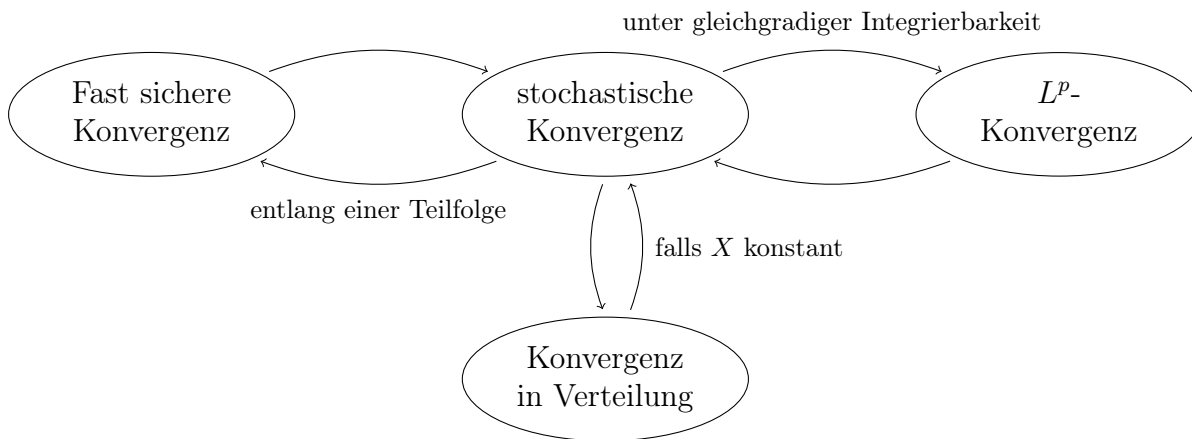 unter gleichgradiger Integrierbarkeit
Fast sichere
Konvergenz
stochastische
Konvergenz
L^p-
Konvergenz
entlang einer Teilfolge
falls X konstant
Konvergenz
in Verteilung